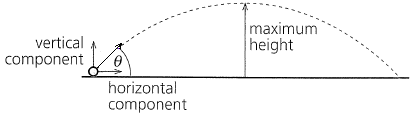 vertical
component
θ
horizontal
component
maximum
height